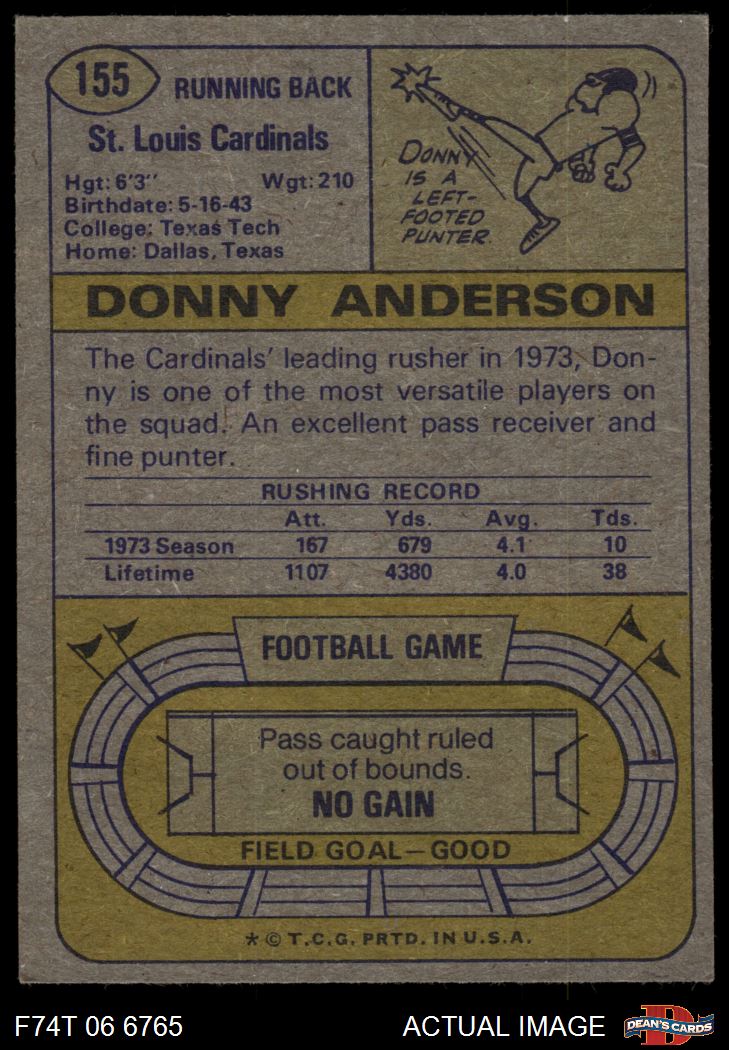 155
RUNNING BACK
St. Louis Cardinals
Hgt: 6'3" Wgt: 210
Birthdate: 5-16-43
College: Texas Tech
Home: Dallas, Texas
DONNY
IS A
LEFT-
FOOTED
PUNTER.
DONNY ANDERSON
The Cardinals' leading rusher in 1973, Don-
ny is one of the most versatile players on
the squad. An excellent pass receiver and
fine punter.
RUSHING RECORD
Att. Yds. Avg. Tds.
1973 Season 167 679 4.1 10
Lifetime 1107 4380 4.0 38
FOOTBALL GAME
Pass caught ruled
out of bounds.
NO GAIN
FIELD GOAL—GOOD
* © T.C.G. PRTD. IN U.S.A.
F74T 06 6765 ACTUAL IMAGE
D
DEAN'S CARDS